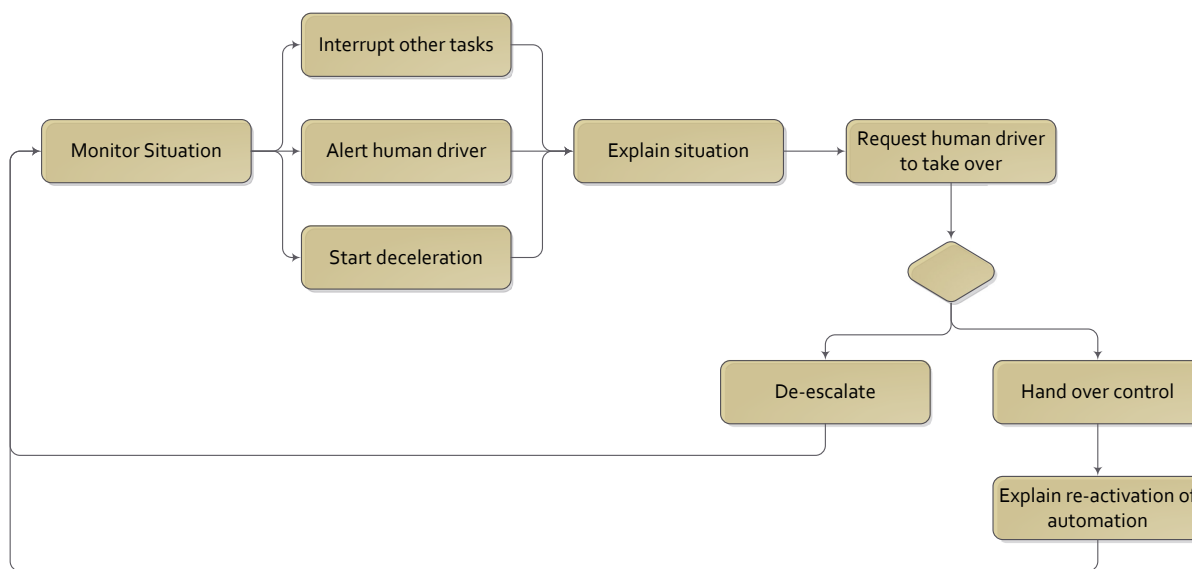 Interrupt other tasks
Monitor Situation
Alert human driver
Explain situation
Request human driver
to take over
Start deceleration
De-escalate
Hand over control
Explain re-activation of
automation